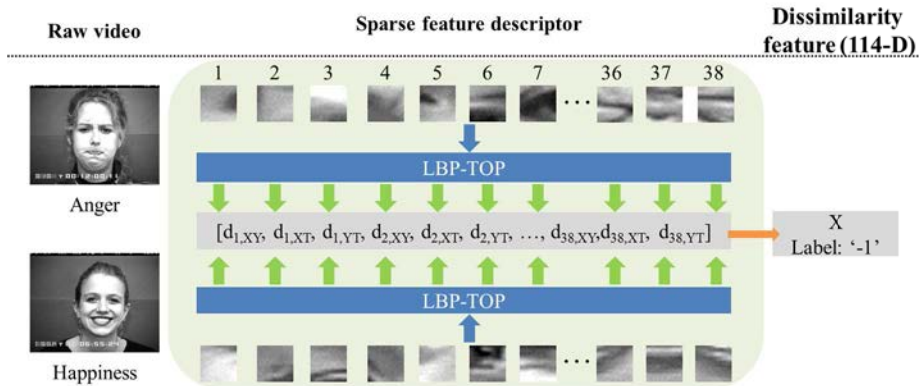 Raw video
Sparse feature descriptor
Dissimilarity
feature (114-D)
1 2 3 4 5 6 7 ... 36 37 38
LBP-TOP
Anger
[d1,XY, d1,XT, d1,YT, d2,XY, d2,XT, d2,YT, ..., d38,XY,d38,XT, d38,YT]
X
Label: ‘-1’
LBP-TOP
...
Happiness